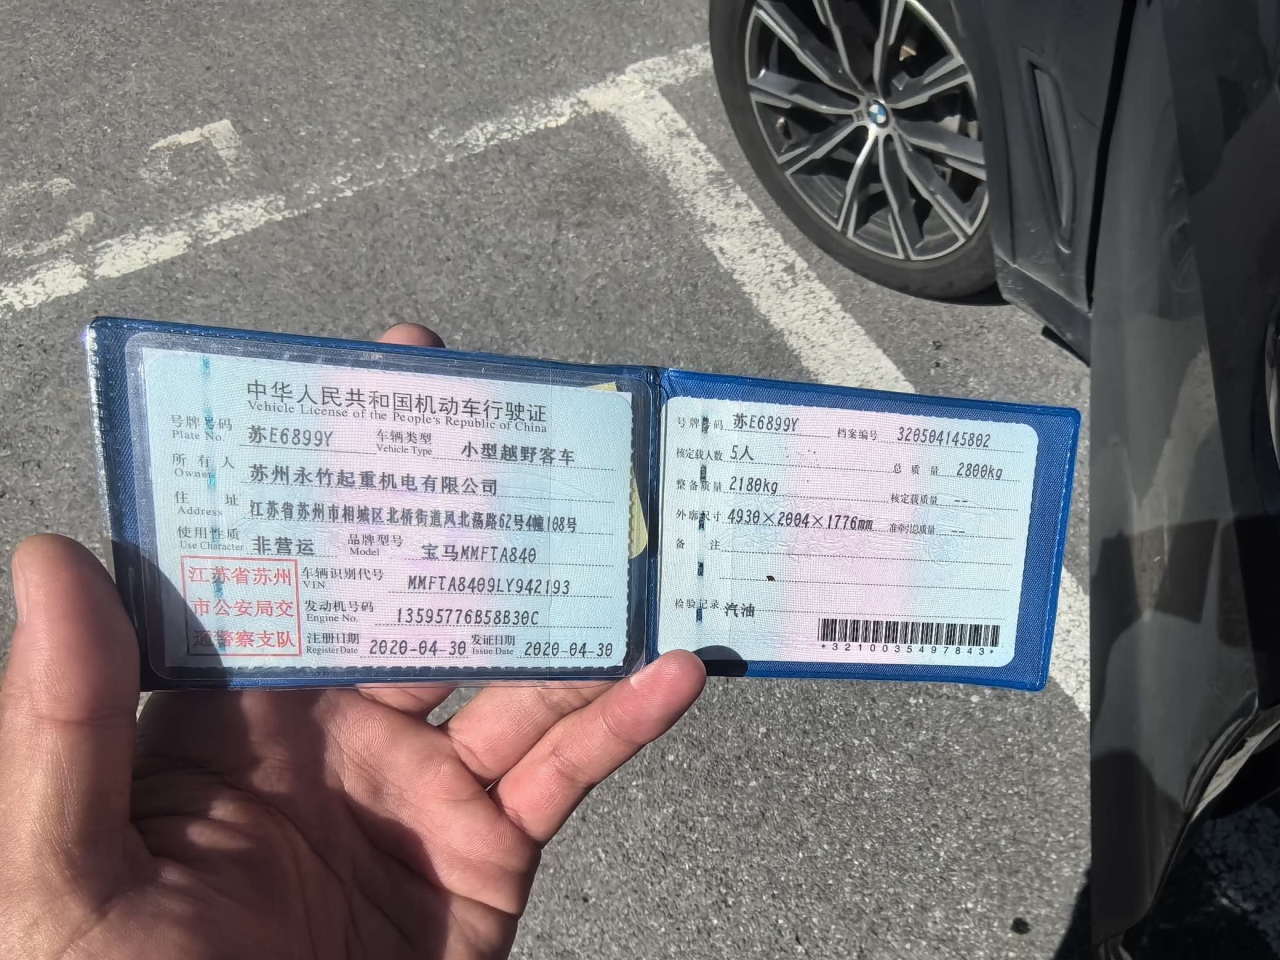 中华人民共和国机动车行驶证
Vehicle License of the People's Republic of China
号牌号码 苏E6899Y 车辆类型 小型越野客车
Plate No. Vehicle Type
所有人 苏州永竹起重机电有限公司
Owner
住址 江苏省苏州市相城区北桥街道凤北荡路62号4幢108号
Address
使用性质 非营运 品牌型号 宝马MMFTA840
Use Character Model
江苏省苏州
市公安局交
通警察支队
车辆识别代号 MMFTA8409LY942193
VIN
发动机号码 13595776B58B30C
Engine No.
注册日期 2020-04-30 发证日期 2020-04-30
Register Date Issue Date
号牌号码 苏E6899Y 档案编号 320504145802
核定载人数 5人 总质量 2800kg
整备质量 2180kg 核定载质量 --
外廓尺寸 4930×2004×1776mm 准牵引总质量 --
备注
检验记录 汽油
*3210035497843*